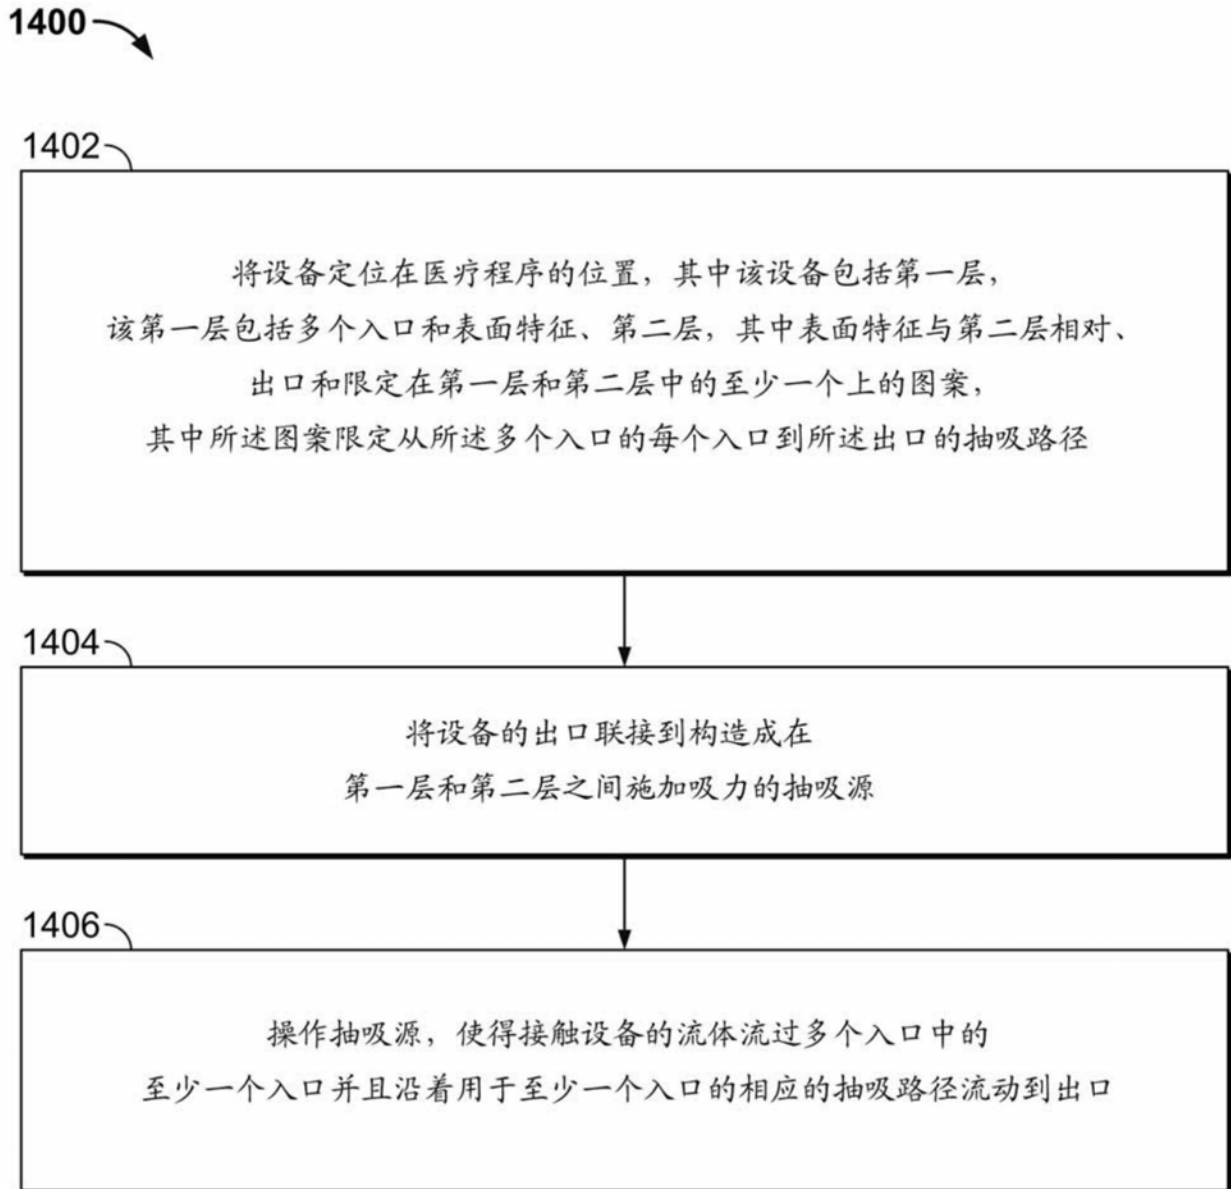 1400
1402
将设备定位在医疗程序的位置，其中该设备包括第一层，
该第一层包括多个入口和表面特征、第二层，其中表面特征与第二层相对、
出口和限定在第一层和第二层中的至少一个上的图案，
其中所述图案限定从所述多个入口的每个入口到所述出口的抽吸路径
1404
将设备的出口联接到构造成在
第一层和第二层之间施加吸力的抽吸源
1406
操作抽吸源，使得接触设备的流体流过多个入口中的
至少一个入口并且沿着用于至少一个入口的相应的抽吸路径流动到出口